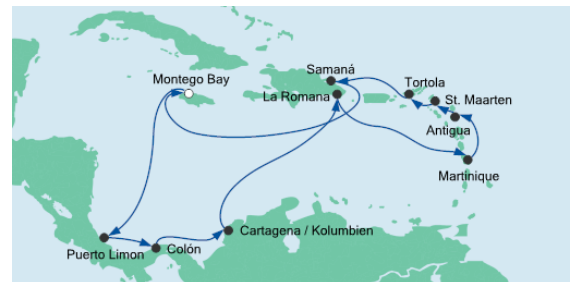 Samaná
Montego Bay
Tortola
La Romana
St. Maarten
Antigua
Martinique
Cartagena / Kolumbien
Puerto Limon
Colón